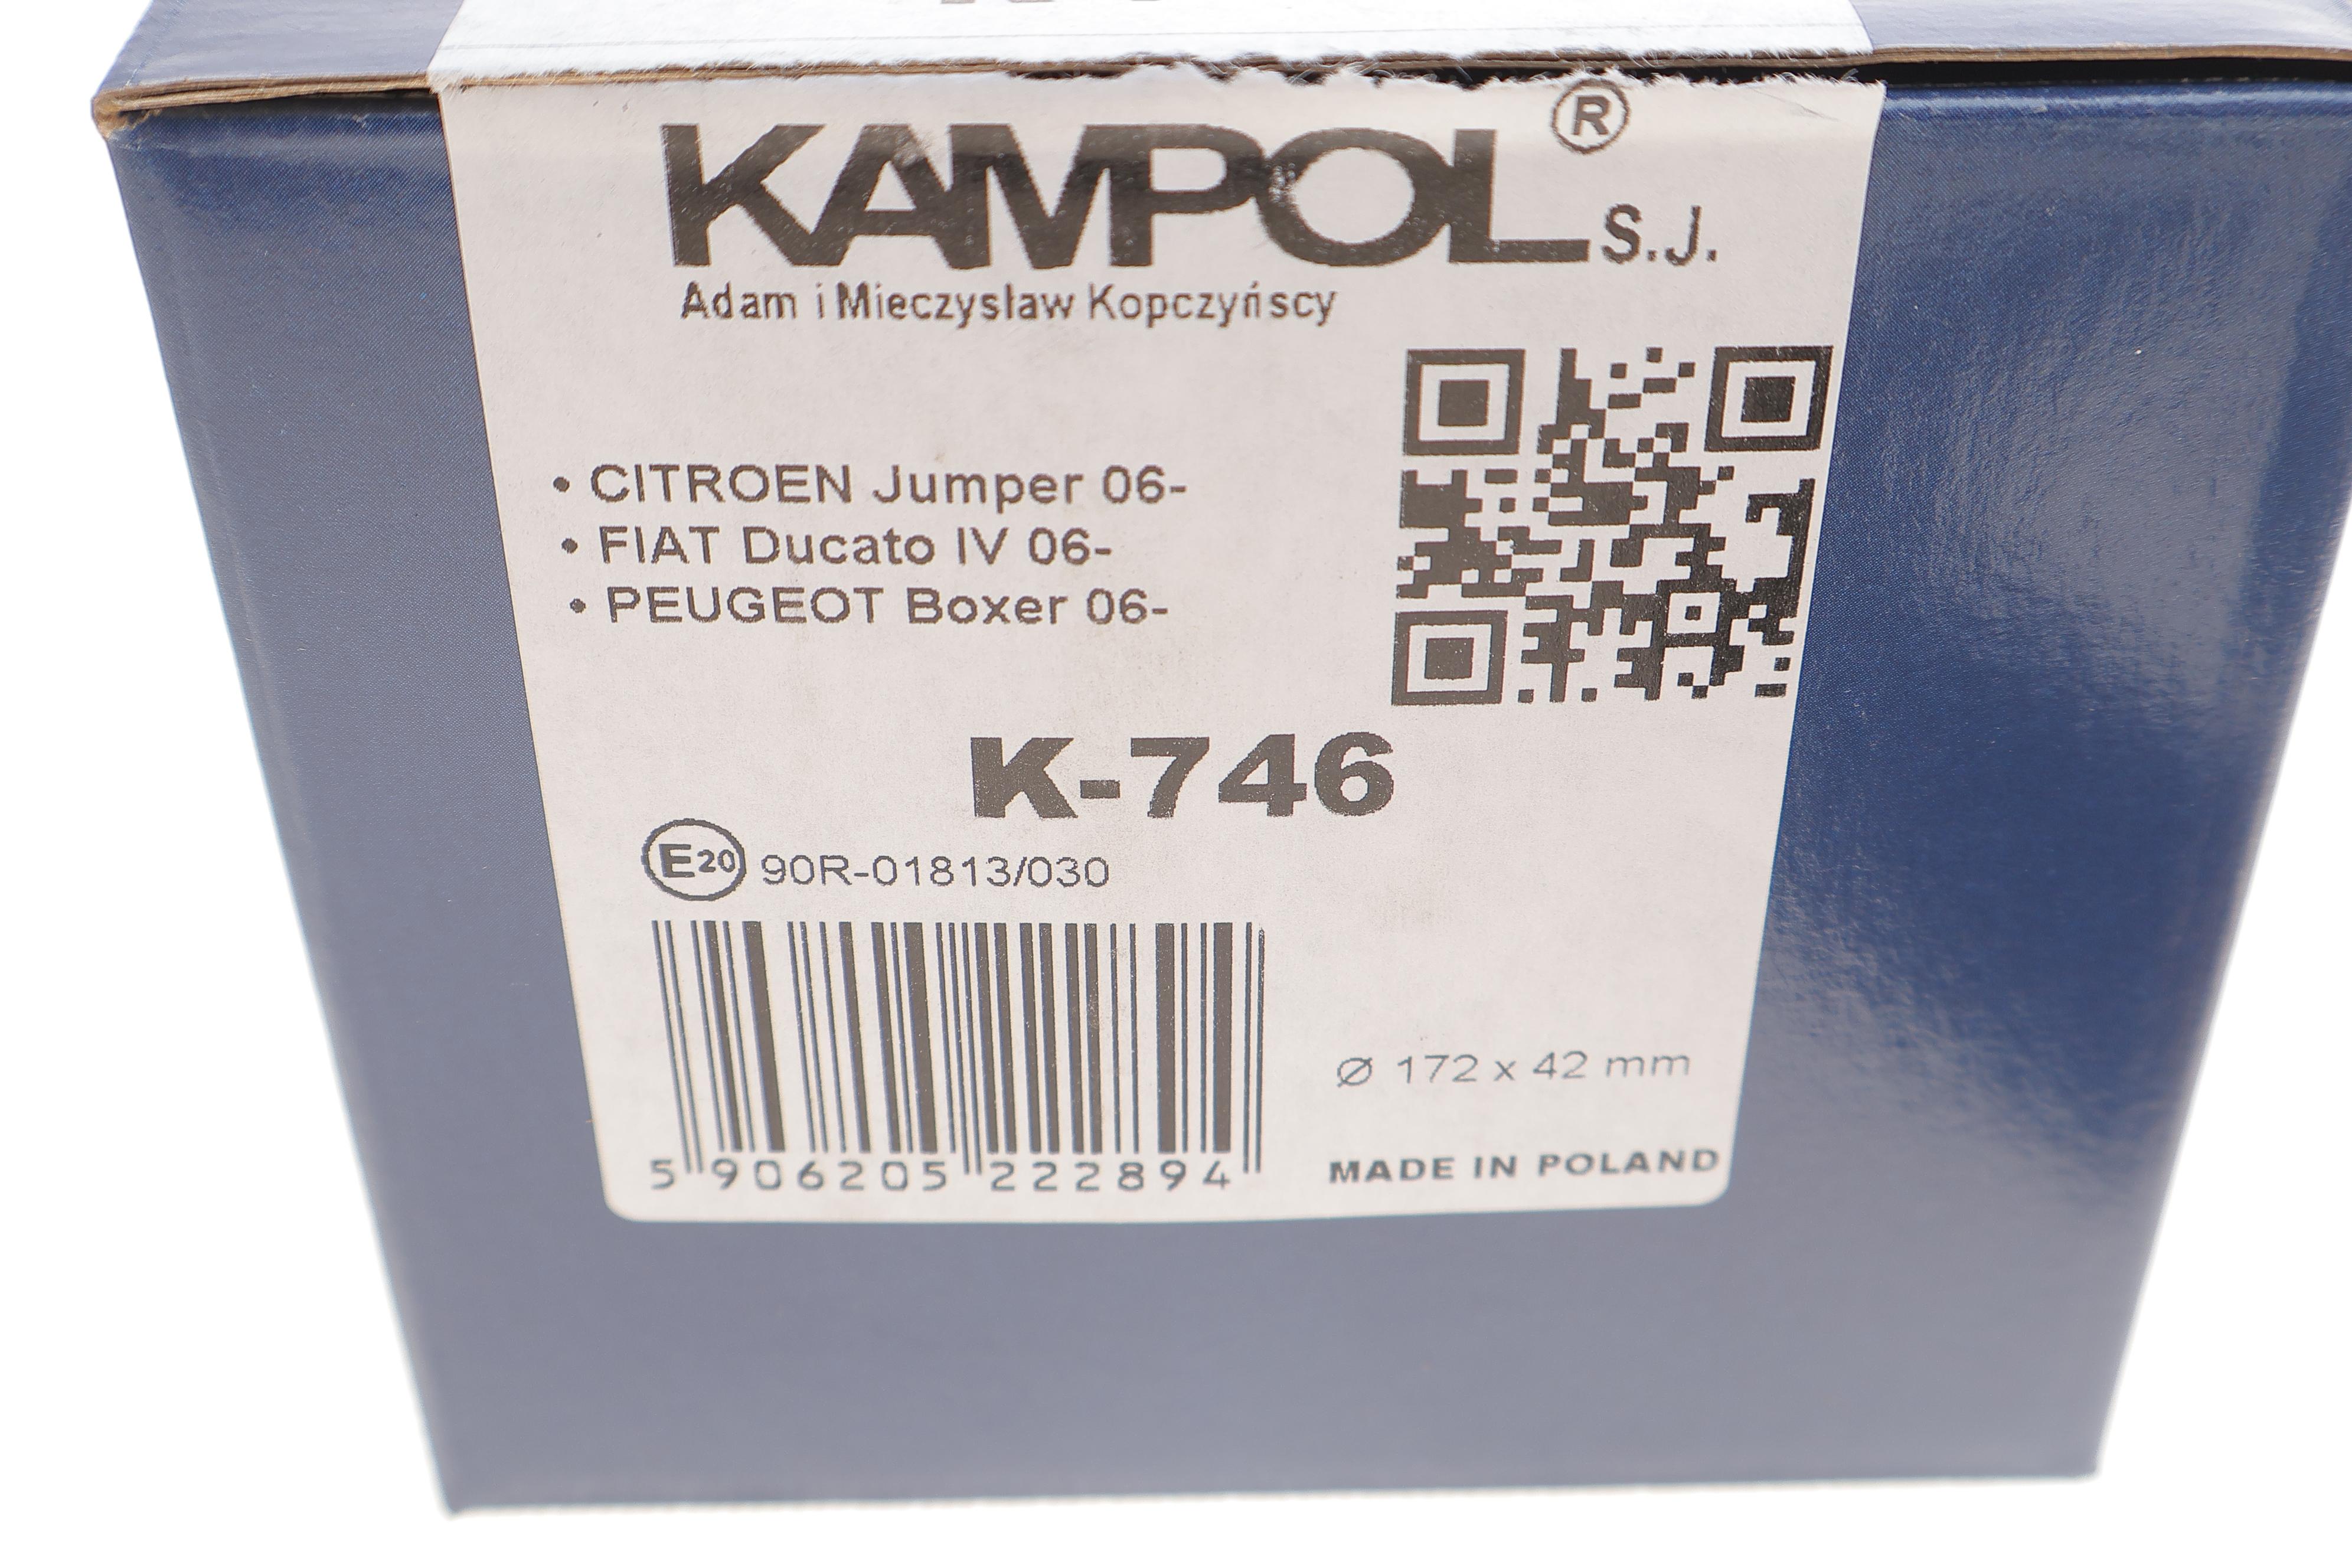 KAMPOL® S.J.
Adam i Mieczysław Kopczyńscy
• CITROEN Jumper 06-
• FIAT Ducato IV 06-
• PEUGEOT Boxer 06-
K-746
E20 90R-01813/030
5 906205 222894
Ø 172 x 42 mm
MADE IN POLAND